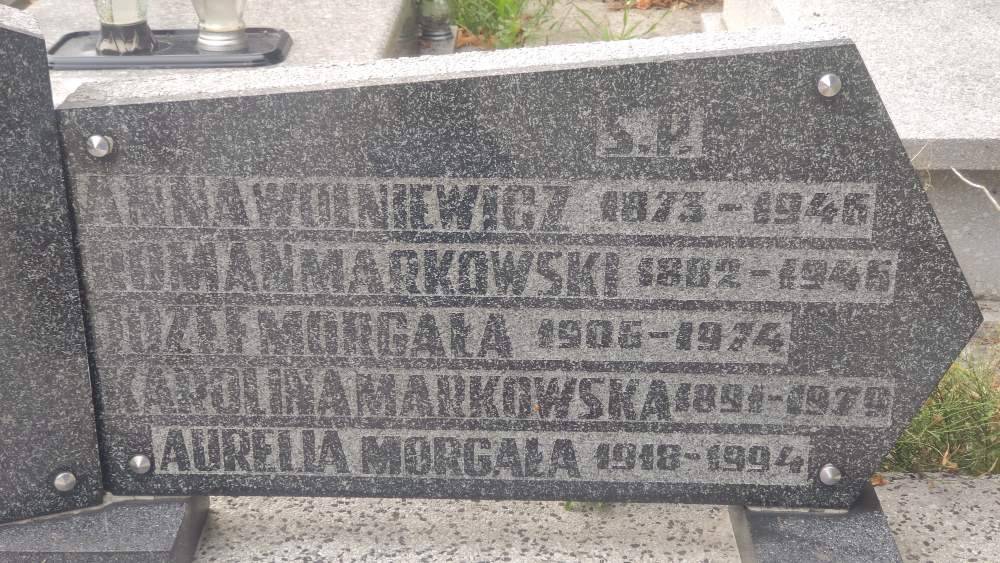 Ś.P.
ANNA WOLNIEWICZ 1873-1946
ROMAN MARKOWSKI 1882-1946
JÓZEF MORGAŁA 1906-1974
KAROLINA MARKOWSKA 1891-1979
AURELIA MORGAŁA 1918-1994